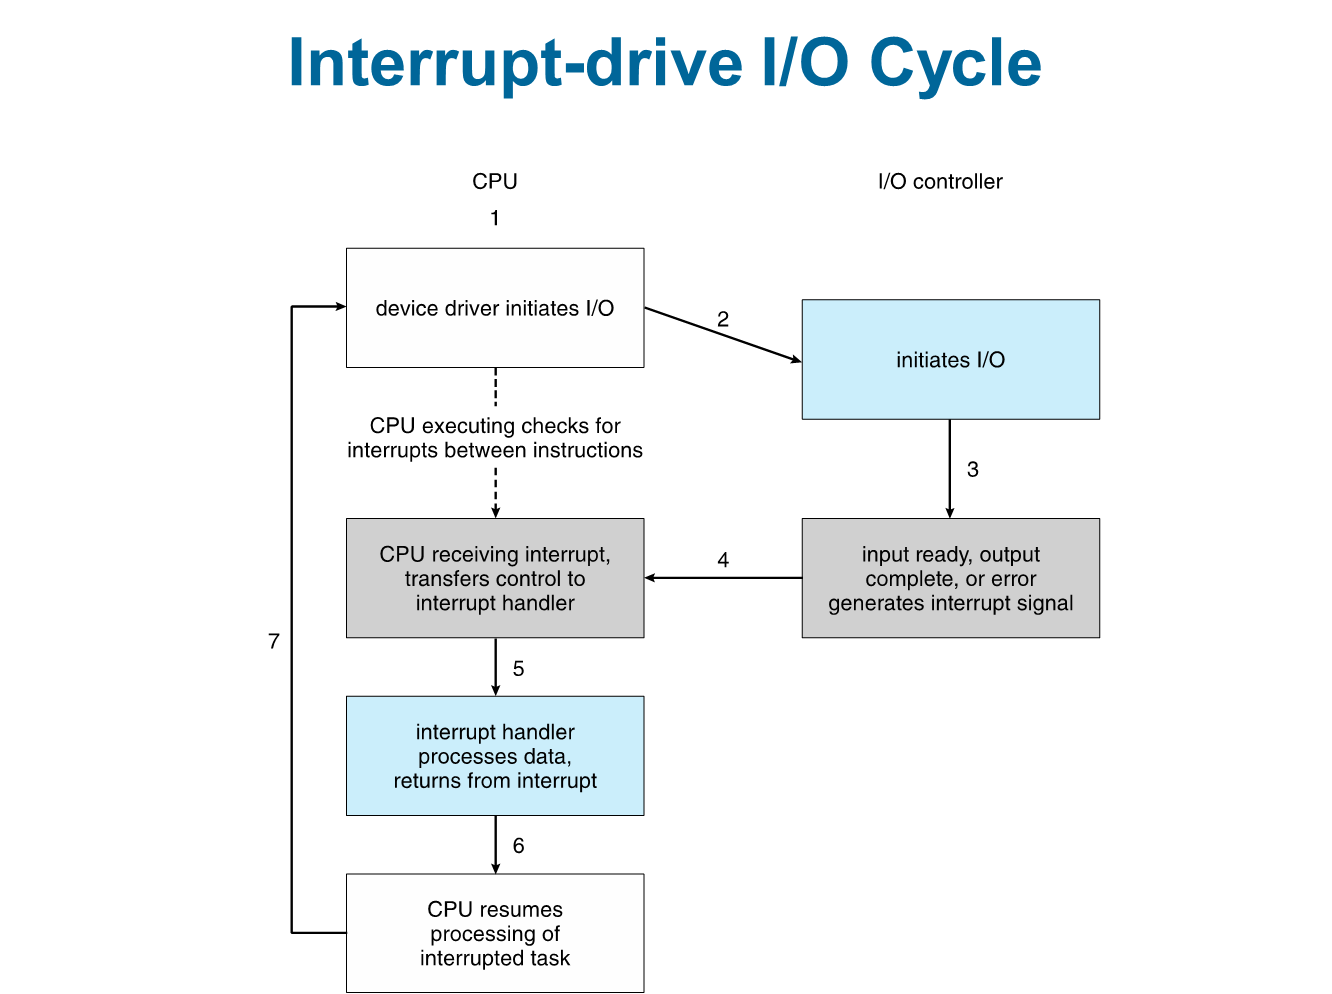 Interrupt-drive I/O Cycle
CPU
I/O controller
1
device driver initiates I/O
2
initiates I/O
CPU executing checks for
interrupts between instructions
3
CPU receiving interrupt,
transfers control to
interrupt handler
4
input ready, output
complete, or error
generates interrupt signal
7
5
interrupt handler
processes data,
returns from interrupt
6
CPU resumes
processing of
interrupted task